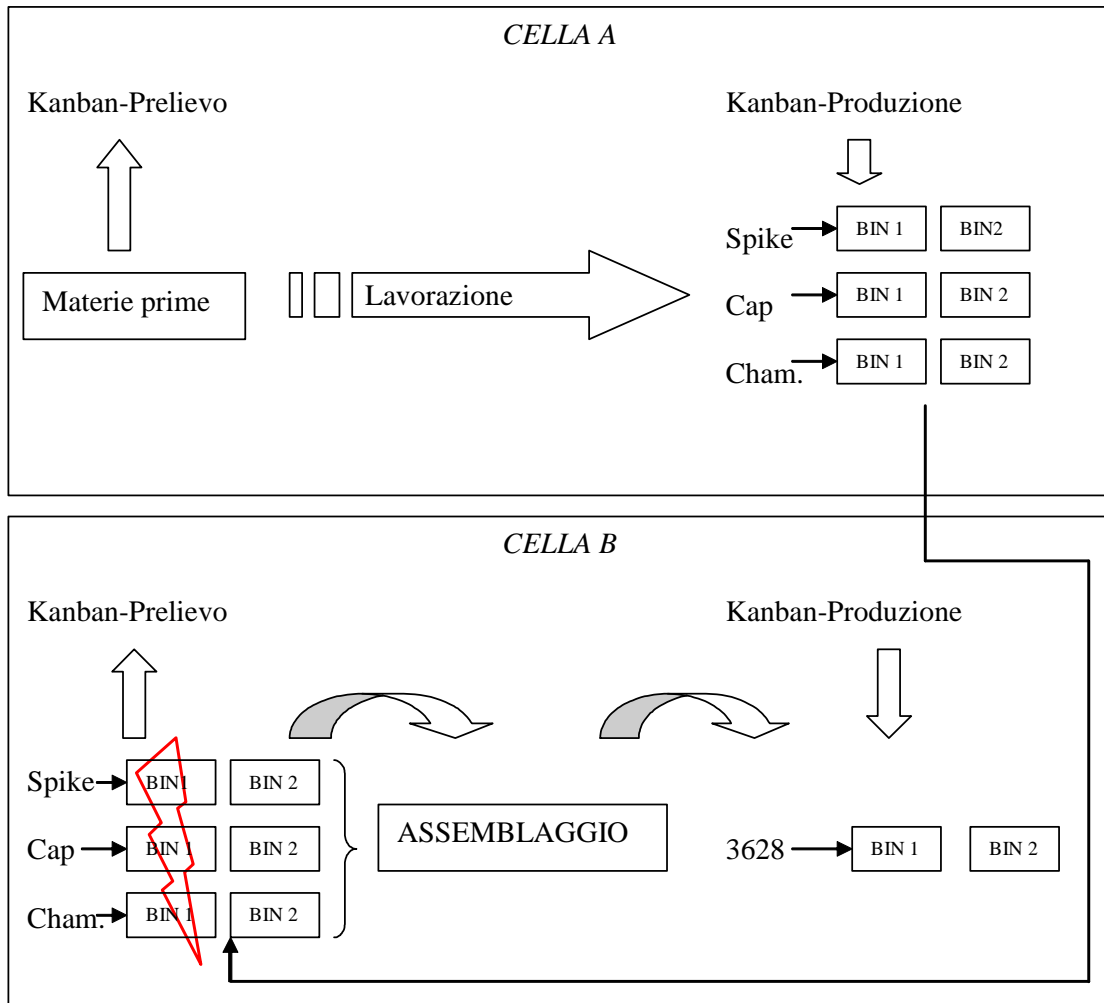 CELLA A
Kanban-Prelievo
Kanban-Produzione
Spike
BIN 1
BIN2
Materie prime
Lavorazione
Cap
BIN 1
BIN 2
Cham.
BIN 1
BIN 2
CELLA B
Kanban-Prelievo
Kanban-Produzione
Spike
BIN1
BIN 2
Cap
BIN 1
BIN 2
ASSEMBLAGGIO
3628
BIN 1
BIN 2
Cham.
BIN 1
BIN 2